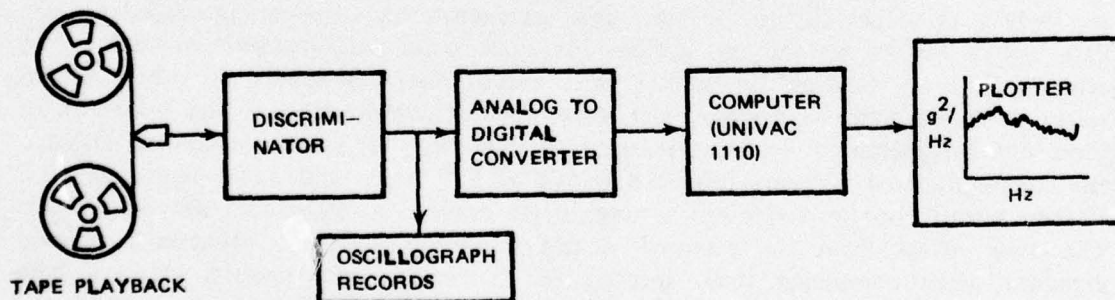 TAPE PLAYBACK
DISCRIMI-
NATOR
OSCILLOGRAPH
RECORDS
ANALOG TO
DIGITAL
CONVERTER
COMPUTER
(UNIVAC
1110)
PLOTTER
g²/
Hz
Hz